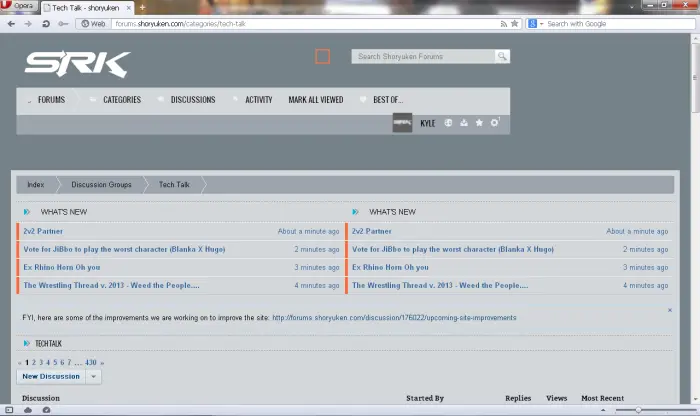 Opera
Tech Talk - shoryuken
Web
forums.shoryuken.com/categories/tech-talk
Search with Google
SRK
Search Shoryuken Forums
FORUMS CATEGORIES DISCUSSIONS ACTIVITY MARK ALL VIEWED BEST OF...
KYLE
Index Discussion Groups Tech Talk
WHAT'S NEW WHAT'S NEW
2v2 Partner About a minute ago 2v2 Partner About a minute ago
Vote for JiBbo to play the worst character (Blanka X Hugo) 2 minutes ago Vote for JiBbo to play the worst character (Blanka X Hugo) 2 minutes ago
Ex Rhino Horn Oh you 3 minutes ago Ex Rhino Horn Oh you 3 minutes ago
The Wrestling Thread v. 2013 - Weed the People.... 4 minutes ago The Wrestling Thread v. 2013 - Weed the People.... 4 minutes ago
FYI, here are some of the improvements we are working on to improve the site: http://forums.shoryuken.com/discussion/176022/upcoming-site-improvements
TECH TALK
« 1 2 3 4 5 6 7 ... 430 »
New Discussion
Discussion Started By Replies Views Most Recent